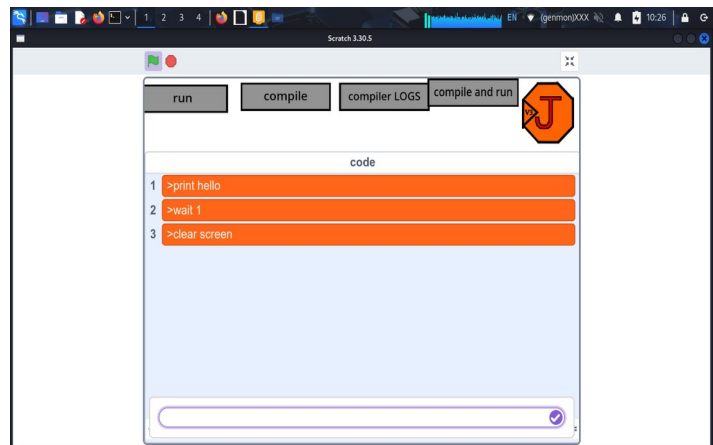 1 2 3 4
EN (genmon)XXX 10:26
Scratch 3.30.5
run compile compiler LOGS compile and run
V3 J
code
1 >print hello
2 >wait 1
3 >clear screen